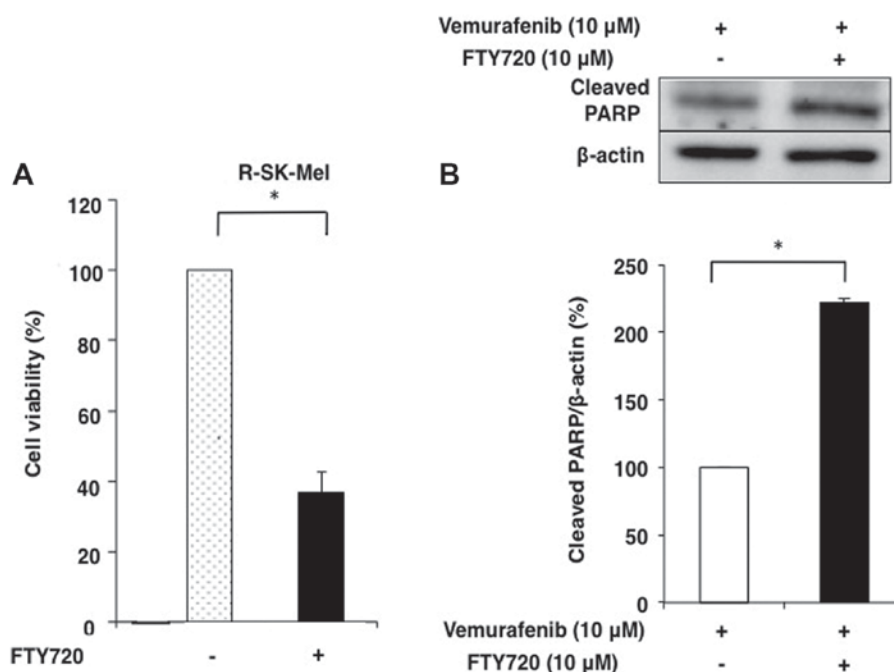 A
R-SK-Mel
*
Cell viability (%)
120
100
80
60
40
20
0
FTY720 - +
B
Vemurafenib (10 µM) + +
FTY720 (10 µM) - +
Cleaved
PARP
β-actin
*
Cleaved PARP/β-actin (%)
250
200
150
100
50
0
Vemurafenib (10 µM) + +
FTY720 (10 µM) - +